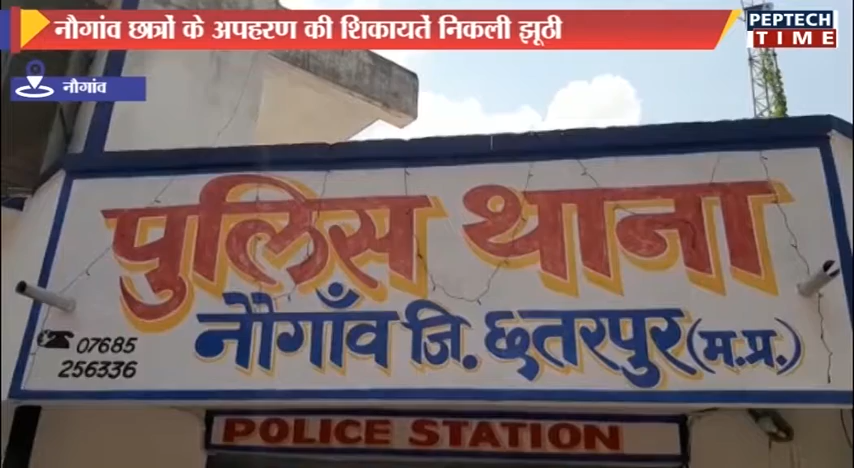 नौगांव छात्रों के अपहरण की शिकायतें निकली झूठी
PEPTECH
TIME
नौगांव
पुलिस थाना
नौगाँव जि. छतरपुर (म.प्र.)
07685
256336
POLICE STATION